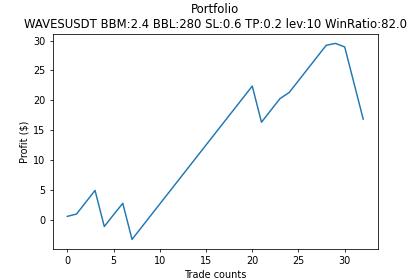 Portfolio
WAVESUSDT BBM:2.4 BBL:280 SL:0.6 TP:0.2 lev:10 WinRatio:82.0
30
25
20
15
10
5
0
Profit ($)
0 5 10 15 20 25 30
Trade counts